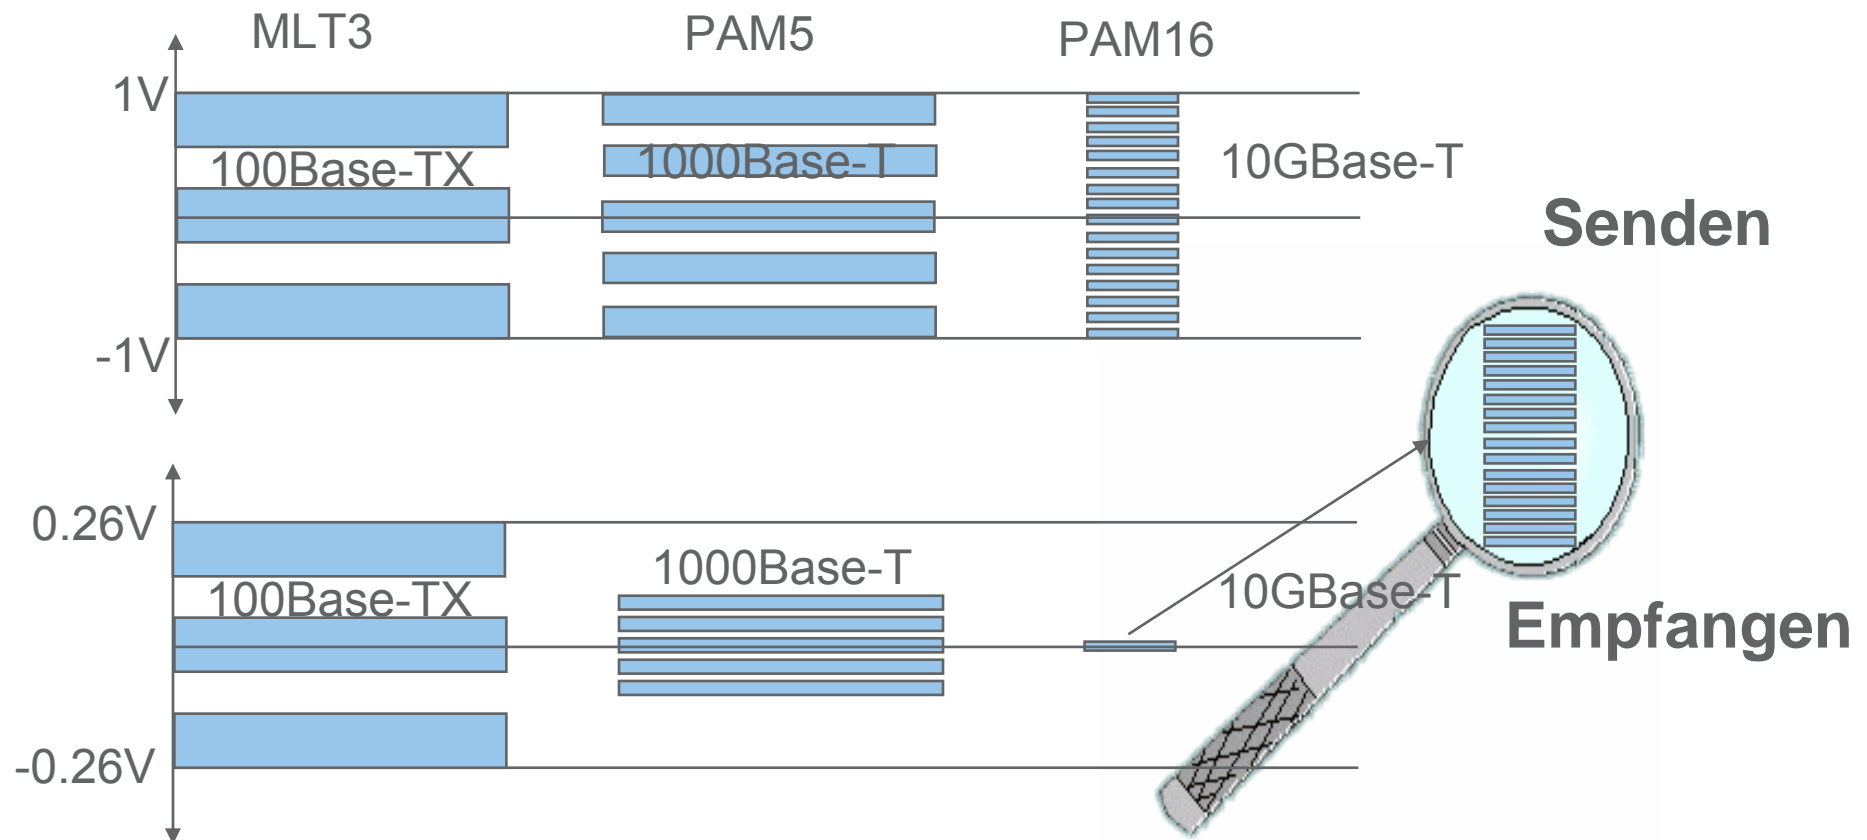 MLT3
PAM5
PAM16
1V
100Base-TX
1000Base-T
10GBase-T
Senden
-1V
0.26V
1000Base-T
100Base-TX
10GBase-T
Empfangen
-0.26V